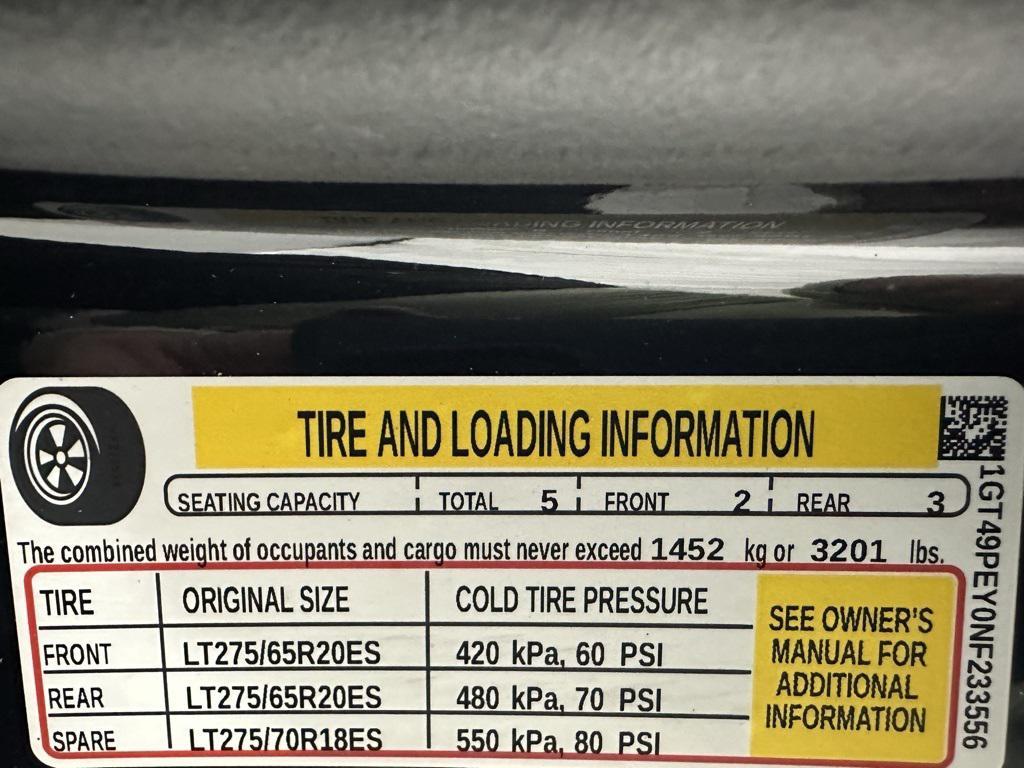 TIRE AND LOADING INFORMATION
TIRE AND LOADING INFORMATION
SEATING CAPACITY TOTAL 5 FRONT 2 REAR 3
The combined weight of occupants and cargo must never exceed 1452 kg or 3201 lbs.
TIRE ORIGINAL SIZE COLD TIRE PRESSURE
FRONT LT275/65R20ES 420 kPa, 60 PSI
REAR LT275/65R20ES 480 kPa, 70 PSI
SPARE LT275/70R18ES 550 kPa, 80 PSI
SEE OWNER'S
MANUAL FOR
ADDITIONAL
INFORMATION
1GT49PEY0NF233556